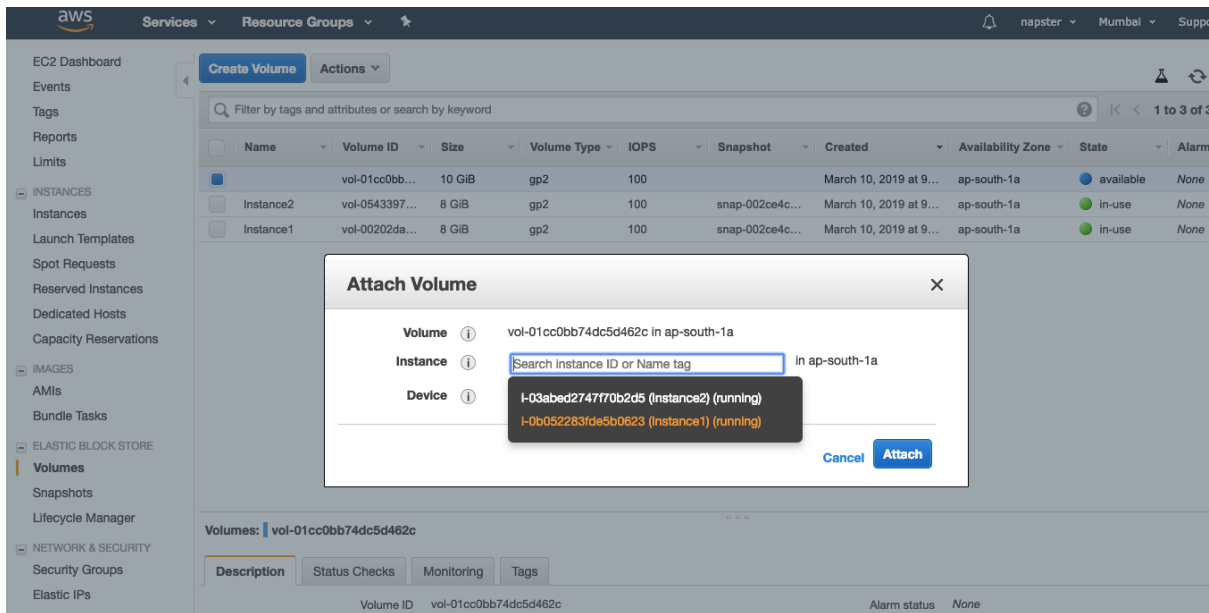 aws Services Resource Groups napster Mumbai Suppo
EC2 Dashboard
Events
Tags
Reports
Limits
INSTANCES
Instances
Launch Templates
Spot Requests
Reserved Instances
Dedicated Hosts
Capacity Reservations
IMAGES
AMIs
Bundle Tasks
ELASTIC BLOCK STORE
Volumes
Snapshots
Lifecycle Manager
NETWORK & SECURITY
Security Groups
Elastic IPs
Create Volume Actions
Filter by tags and attributes or search by keyword 1 to 3 of 3
Name Volume ID Size Volume Type IOPS Snapshot Created Availability Zone State Alarm
vol-01cc0bb... 10 GiB gp2 100 March 10, 2019 at 9... ap-south-1a available None
Instance2 vol-0543397... 8 GiB gp2 100 snap-002ce4c... March 10, 2019 at 9... ap-south-1a in-use None
Instance1 vol-00202da... 8 GiB gp2 100 snap-002ce4c... March 10, 2019 at 9... ap-south-1a in-use None
Attach Volume
Volume vol-01cc0bb74dc5d462c in ap-south-1a
Instance Search instance ID or Name tag in ap-south-1a
Device
i-03abed2747f70b2d5 (Instance2) (running)
i-0b052283fde5b0623 (Instance1) (running)
Cancel Attach
Volumes: vol-01cc0bb74dc5d462c
Description Status Checks Monitoring Tags
Volume ID vol-01cc0bb74dc5d462c Alarm status None